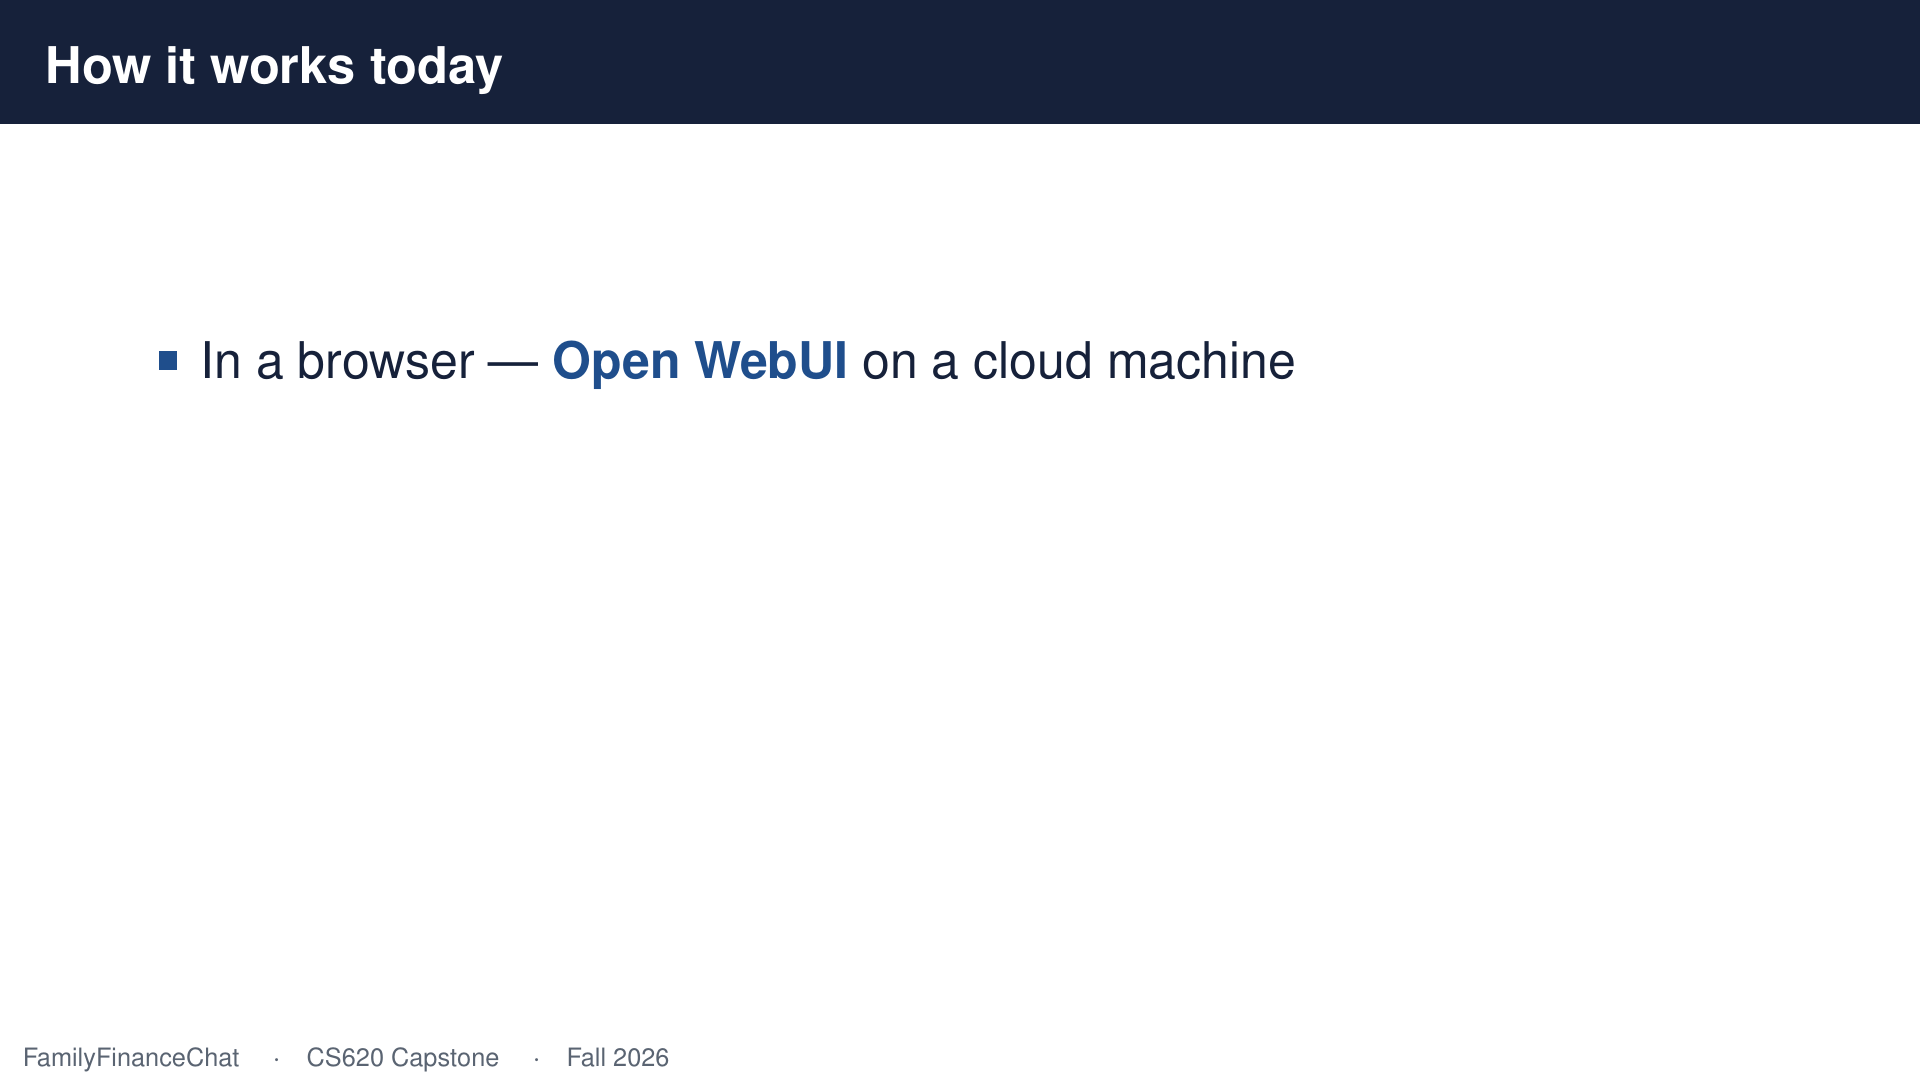 How it works today
In a browser — Open WebUI on a cloud machine
FamilyFinanceChat · CS620 Capstone · Fall 2026